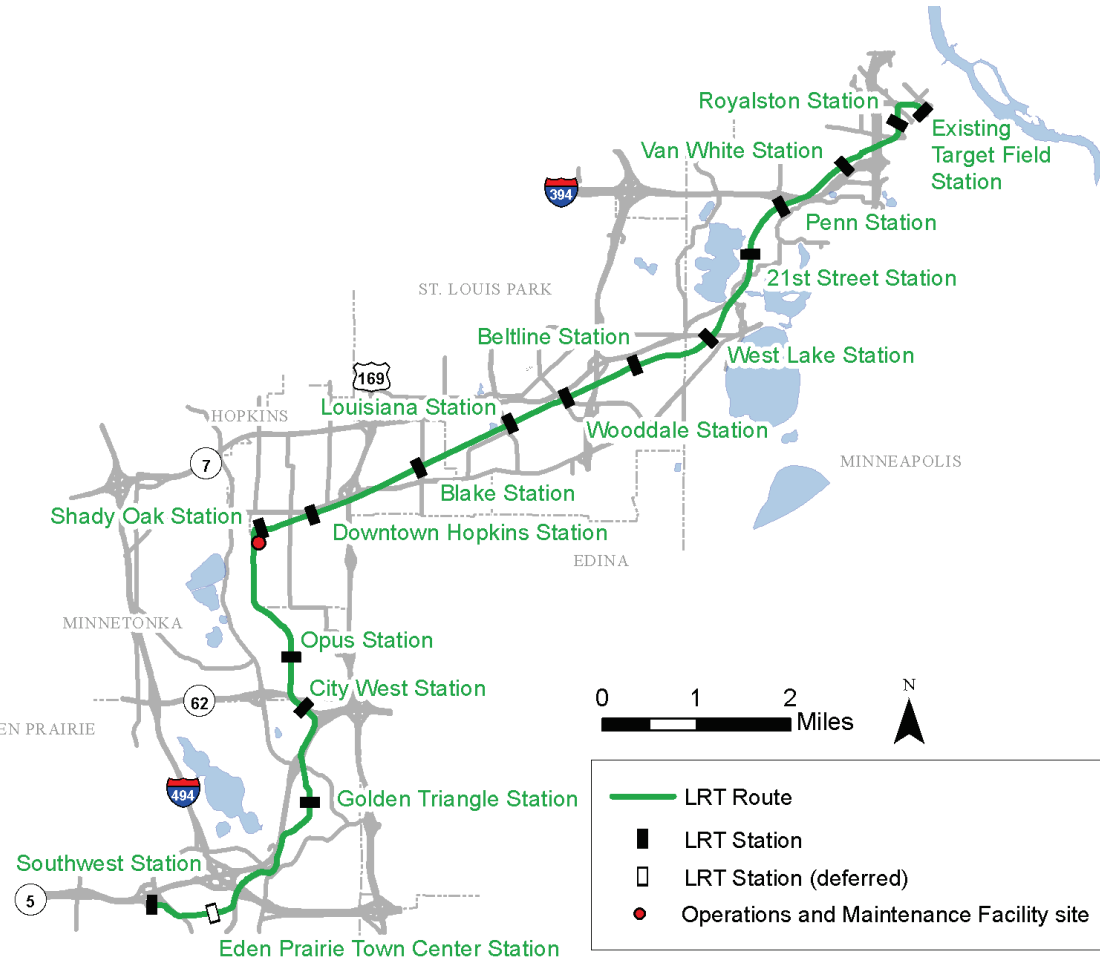 Royalston Station
Existing
Target Field
Station
Van White Station
394
Penn Station
21st Street Station
ST. LOUIS PARK
Beltline Station
West Lake Station
169
Louisiana Station
HOPKINS
Wooddale Station
7
MINNEAPOLIS
Blake Station
Shady Oak Station
Downtown Hopkins Station
EDINA
MINNETONKA
Opus Station
City West Station
62
EN PRAIRIE
494
Golden Triangle Station
Southwest Station
5
Eden Prairie Town Center Station
0 1 2
Miles
N
LRT Route
LRT Station
LRT Station (deferred)
Operations and Maintenance Facility site